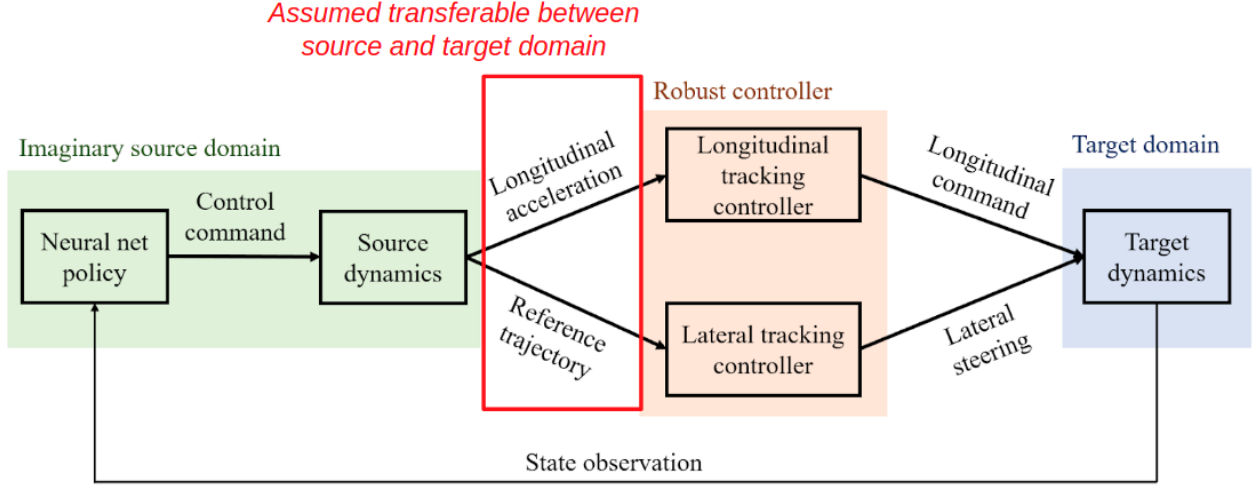 Assumed transferable between
source and target domain
Imaginary source domain
Neural net
policy
Control
command
Source
dynamics
Longitudinal
acceleration
Reference
trajectory
Robust controller
Longitudinal
tracking
controller
Lateral tracking
controller
Longitudinal
command
Lateral
steering
Target domain
Target
dynamics
State observation